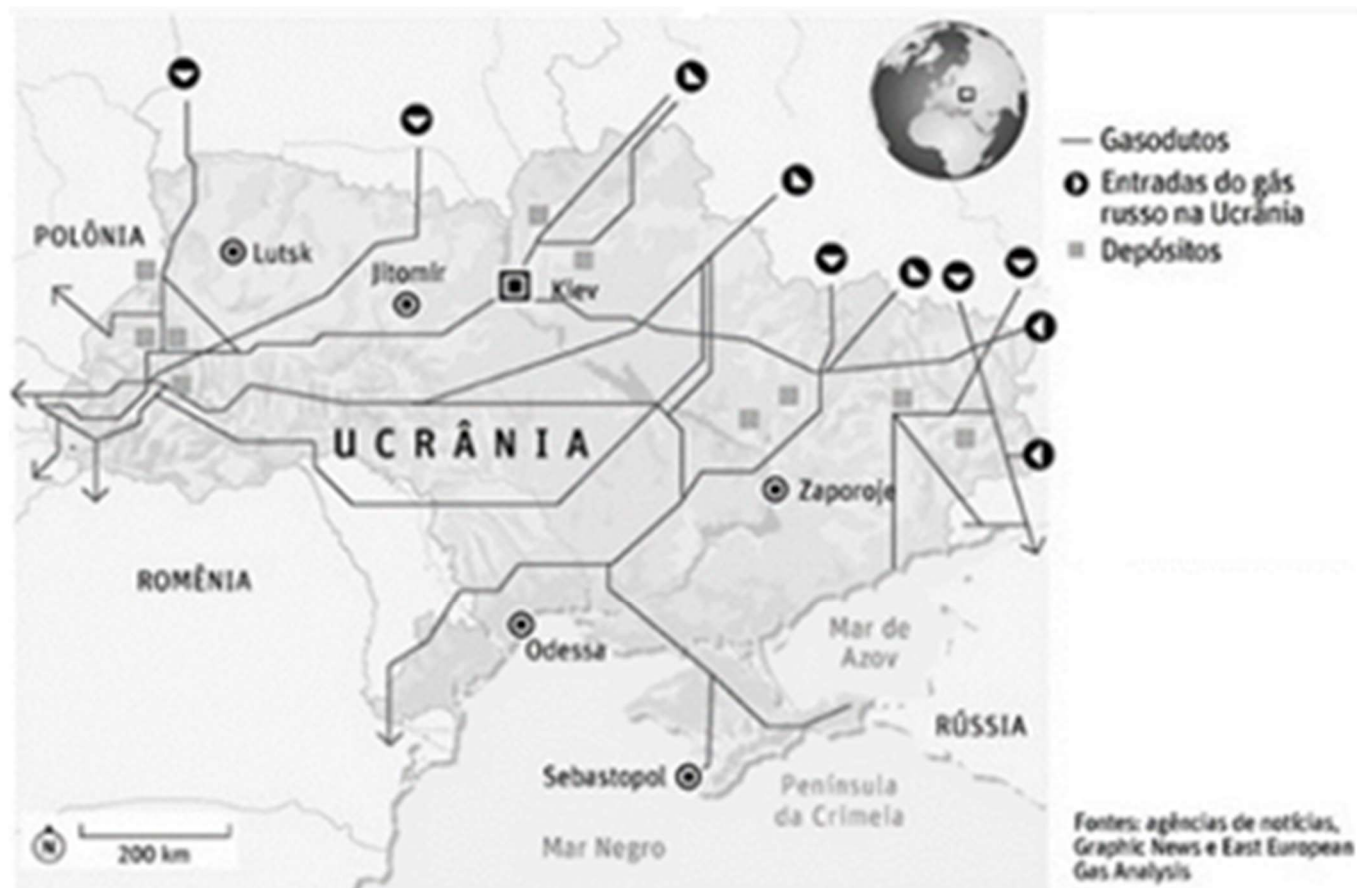 Gasodutos
Entradas do gás
russo na Ucrânia
Depósitos
POLÔNIA
Lutsk
Jitomir
Kiev
UCRÂNIA
Zaporoje
ROMÊNIA
Odessa
Mar de
Azov
RÚSSIA
Sebastopol
Península
da Crimeia
Mar Negro
N
200 km
Fontes: agências de notícias,
Graphic News e East European
Gas Analysis